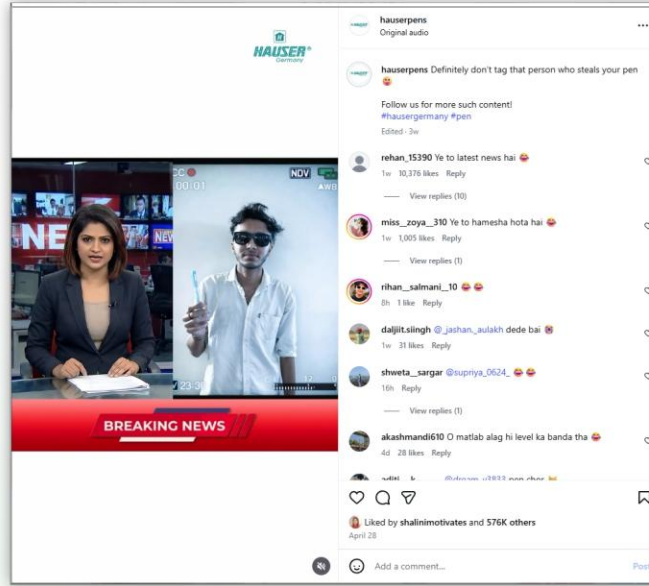 HAUSER®
Germany
NE
NEW
CC
00:01
NDV
BREAKING NEWS
hauserpens
Original audio
hauserpens Definitely don't tag that person who steals your pen
😂
Follow us for more such content!
#hausergermany #pen
Edited · 3w
rehan_15390 Ye to latest news hai 😂
1w 10,376 likes Reply
View replies (10)
miss__zoya__310 Ye to hamesha hota hai 😂
1w 1,005 likes Reply
View replies (1)
rihan__salmani__10 😂 😂
8h 1 like Reply
daljiit.siingh @_jashan._aulakh dede bai
1w 31 likes Reply
shweta__sargar @supriya_0624_ 😂 😂
16h Reply
View replies (1)
akashmandi610 O matlab alag hi level ka banda tha 😂
4d 28 likes Reply
Liked by shalinimotivates and 576K others
April 28
Add a comment...
Post